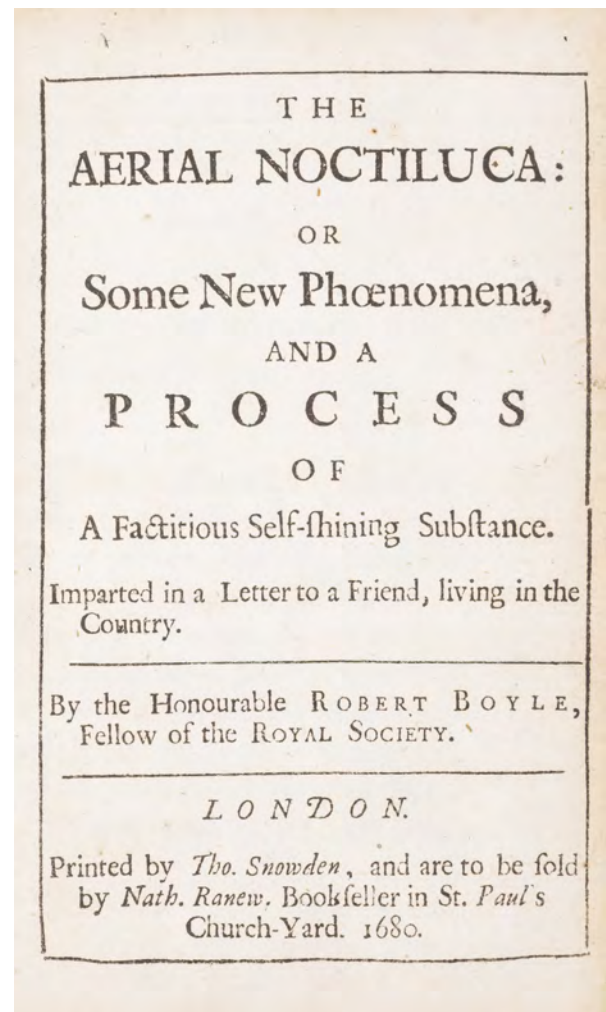 THE
AERIAL NOCTILUCA:
OR
Some New Phœnomena,
AND A
PROCESS
OF
A Factitious Self-ſhining Subſtance.
Imparted in a Letter to a Friend, living in the
Country.
By the Honourable ROBERT BOYLE,
Fellow of the ROYAL SOCIETY.
LONDON.
Printed by Tho. Snowden, and are to be ſold
by Nath. Ranew. Bookſeller in St. Paul's
Church-Yard. 1680.